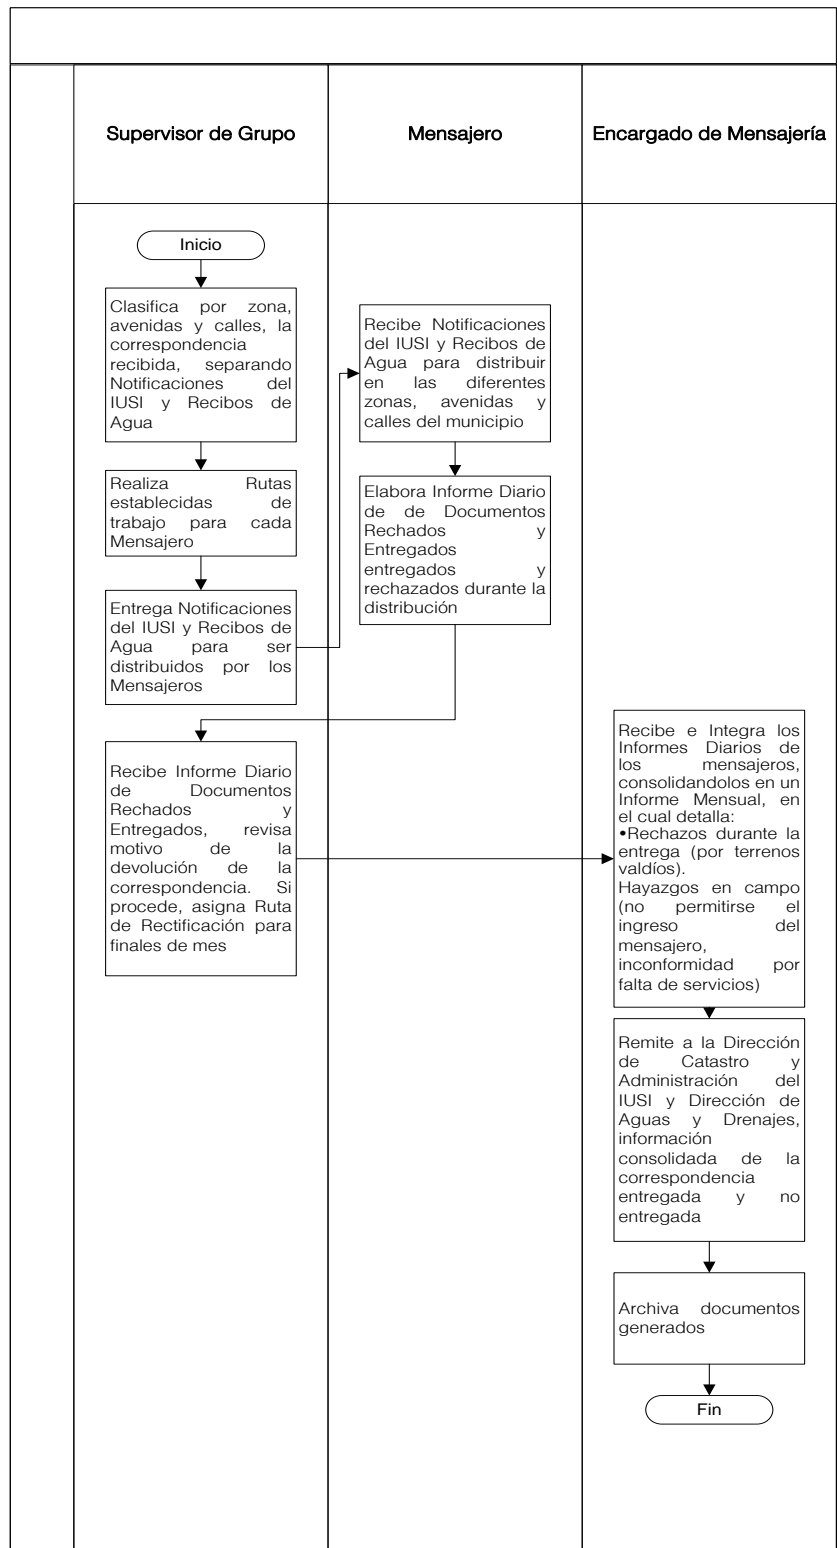 Supervisor de Grupo
Mensajero
Encargado de Mensajería
Inicio
Clasifica por zona,
avenidas y calles, la
correspondencia
recibida, separando
Notificaciones del
IUSI y Recibos de
Agua
Realiza Rutas
establecidas de
trabajo para cada
Mensajero
Entrega Notificaciones
del IUSI y Recibos de
Agua para ser
distribuidos por los
Mensajeros
Recibe Notificaciones
del IUSI y Recibos de
Agua para distribuir
en las diferentes
zonas, avenidas y
calles del municipio
Elabora Informe Diario
de de Documentos
Rechados y
Entregados
entregados y
rechazados durante la
distribución
Recibe Informe Diario
de Documentos
Rechados y
Entregados, revisa
motivo de la
devolución de la
correspondencia. Si
procede, asigna Ruta
de Rectificación para
finales de mes
Recibe e Integra los
Informes Diarios de
los mensajeros,
consolidandolos en un
Informe Mensual, en
el cual detalla:
•Rechazos durante la
entrega (por terrenos
valdíos).
Hayazgos en campo
(no permitirse el
ingreso del
mensajero,
inconformidad por
falta de servicios)
Remite a la Dirección
de Catastro y
Administración del
IUSI y Dirección de
Aguas y Drenajes,
información
consolidada de la
correspondencia
entregada y no
entregada
Archiva documentos
generados
Fin